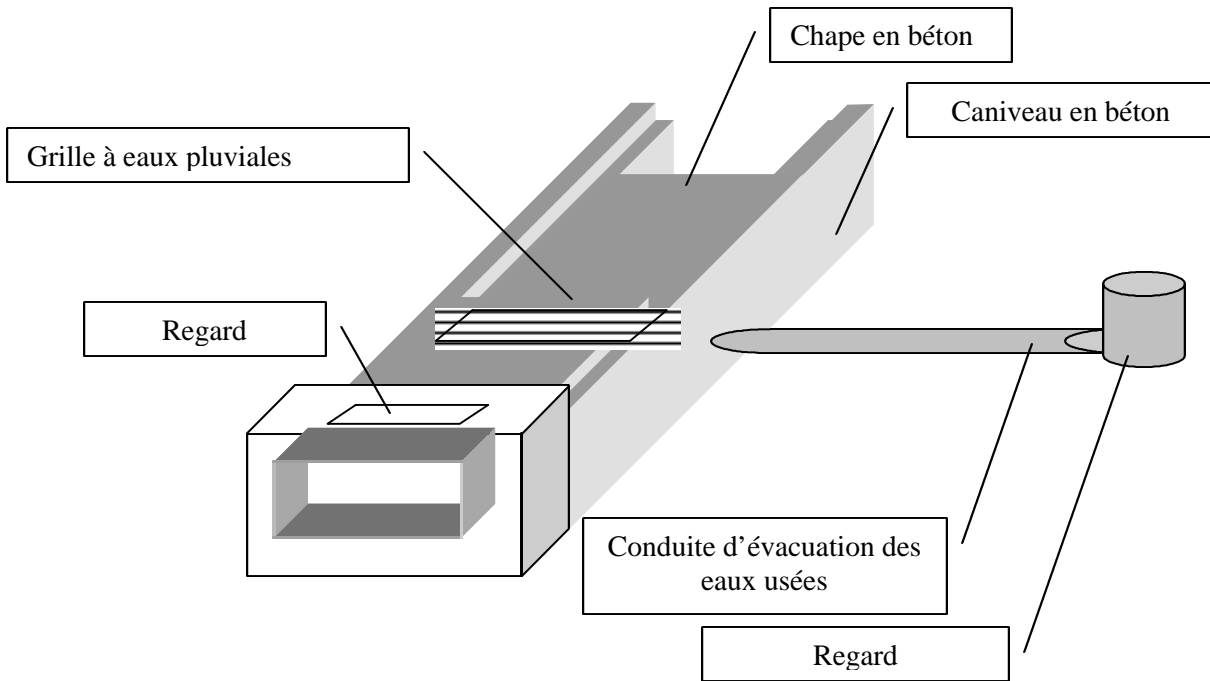 Chape en béton
Caniveau en béton
Grille à eaux pluviales
Regard
Conduite d’évacuation des
eaux usées
Regard